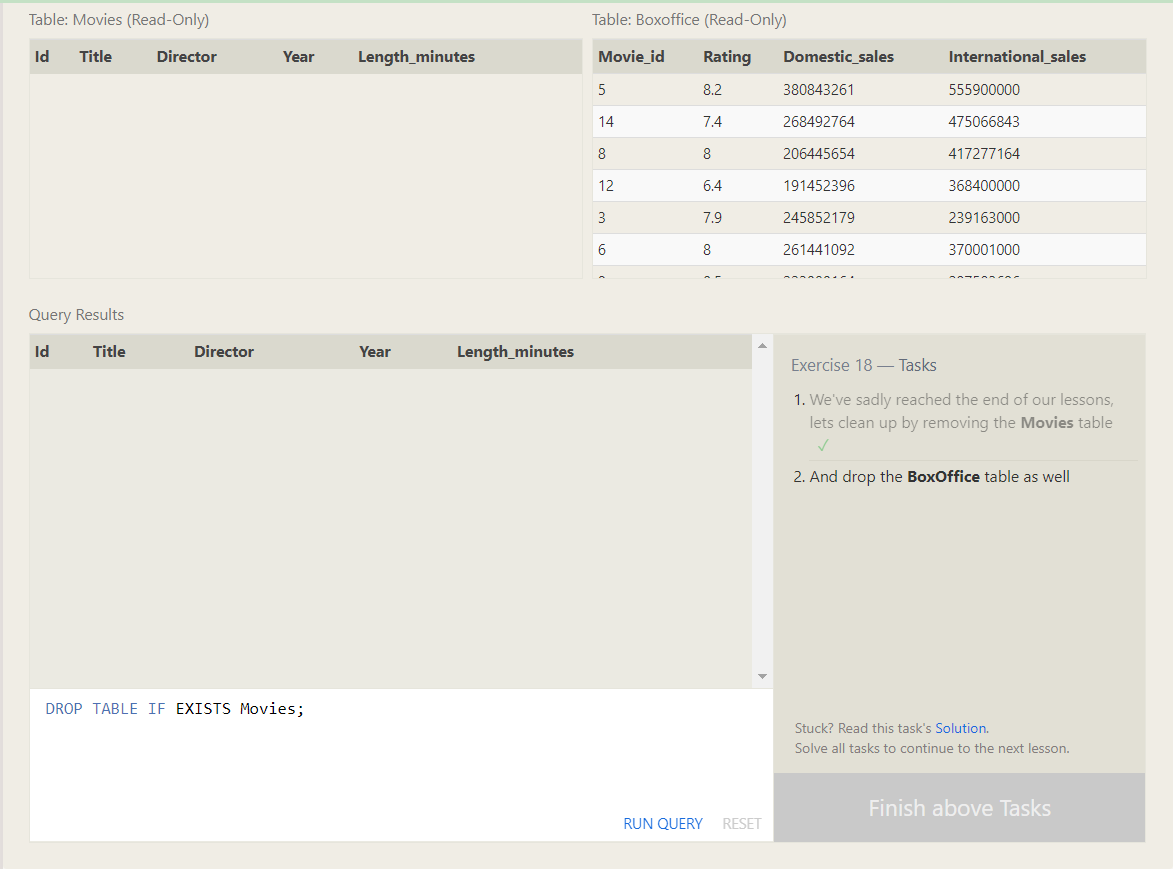 Table: Movies (Read-Only)
Id Title Director Year Length_minutes
Table: Boxoffice (Read-Only)
Movie_id Rating Domestic_sales International_sales
5 8.2 380843261 555900000
14 7.4 268492764 475066843
8 8 206445654 417277164
12 6.4 191452396 368400000
3 7.9 245852179 239163000
6 8 261441092 370001000
Query Results
Id Title Director Year Length_minutes
DROP TABLE IF EXISTS Movies;
RUN QUERY RESET
Exercise 18 — Tasks
1. We've sadly reached the end of our lessons,
lets clean up by removing the Movies table
✓
2. And drop the BoxOffice table as well
Stuck? Read this task's Solution.
Solve all tasks to continue to the next lesson.
Finish above Tasks